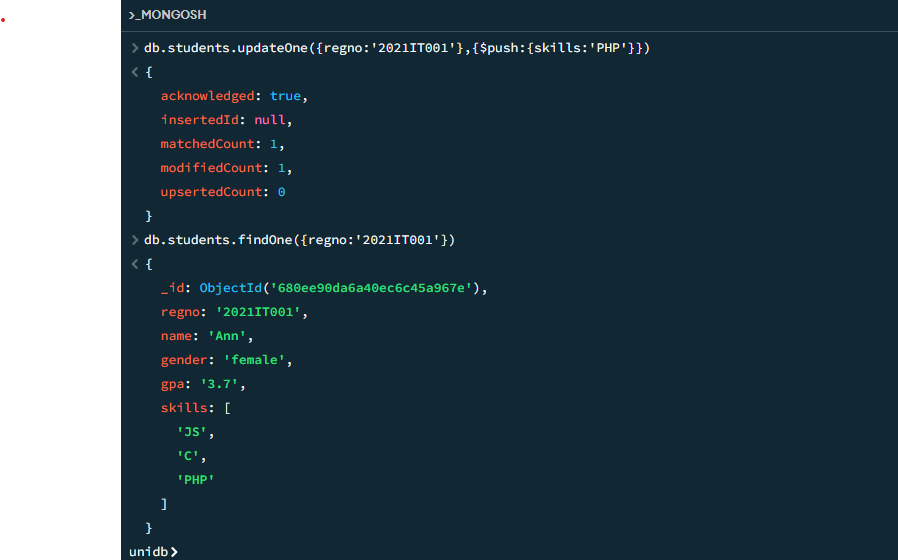 >_MONGOSH
> db.students.updateOne({regno:'2021IT001'},{$push:{skills:'PHP'}})
< {
acknowledged: true,
insertedId: null,
matchedCount: 1,
modifiedCount: 1,
upsertedCount: 0
}
> db.students.findOne({regno:'2021IT001'})
< {
_id: ObjectId('680ee90da6a40ec6c45a967e'),
regno: '2021IT001',
name: 'Ann',
gender: 'female',
gpa: '3.7',
skills: [
'JS',
'C',
'PHP'
]
}
unidb>